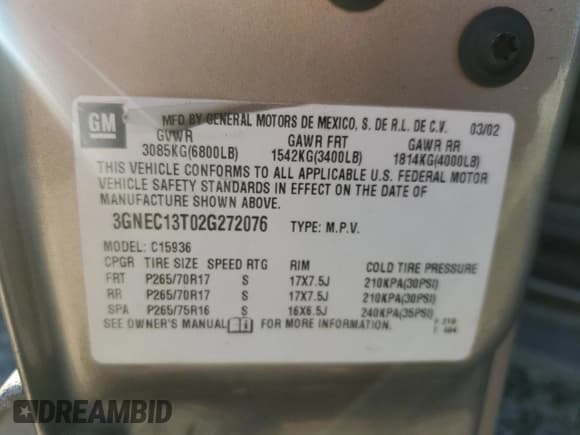 GM
MFD BY GENERAL MOTORS DE MEXICO, S. DE R.L. DE C.V. 03/02
GVWR GAWR FRT GAWR RR
3085KG(6800LB) 1542KG(3400LB) 1814KG(4000LB)
THIS VEHICLE CONFORMS TO ALL APPLICABLE U.S. FEDERAL MOTOR
VEHICLE SAFETY STANDARDS IN EFFECT ON THE DATE OF
MANUFACTURE SHOWN ABOVE.
3GNEC13T02G272076 TYPE: M.P.V.
MODEL: C15936
CPGR TIRE SIZE SPEED RTG RIM COLD TIRE PRESSURE
FRT P265/70R17 S 17X7.5J 210KPA(30PSI)
RR P265/70R17 S 17X7.5J 210KPA(30PSI)
SPA P265/75R16 S 16X6.5J 240KPA(35PSI)
SEE OWNER'S MANUAL FOR MORE INFORMATION.
DREAMBID